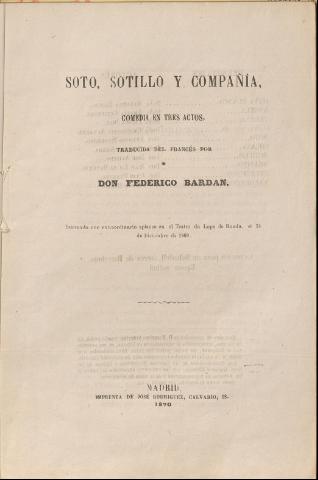 SOTO, SOTILLO Y COMPAÑÍA,
COMEDIA EN TRES ACTOS,
TRADUCIDA DEL FRANCÉS POR
DON FEDERICO BARDAN.
Estrenada con extraordinario aplauso en el Teatro de Lope de Rueda, el 24
de Diciembre de 1869.
MADRID.
IMPRENTA DE JOSÉ RODRIGUEZ, CALVARIO, 18.
1870